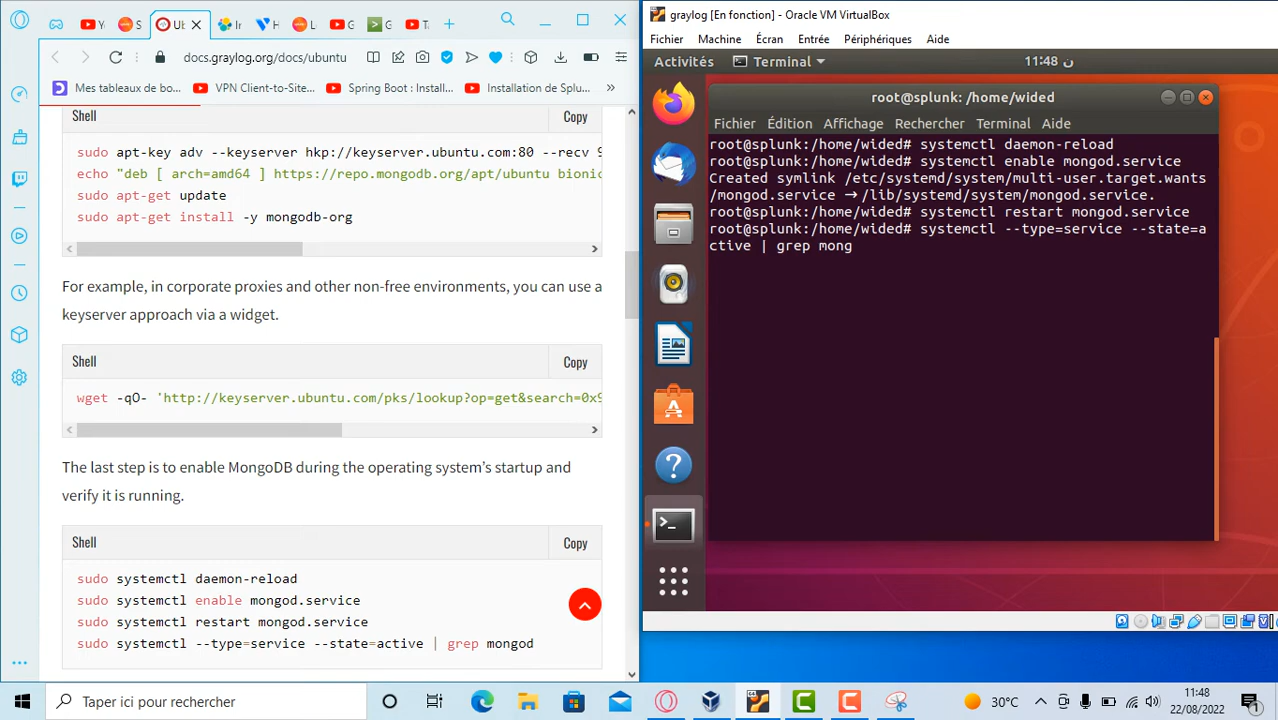 Y
S
Ut
In
H
L
G
G
T
docs.graylog.org/docs/ubuntu
Mes tableaux de bo...
VPN Client-to-Site...
Spring Boot : Install...
Installation de Splu...
»
Shell
Copy
sudo apt-key adv --keyserver hkp://keyserver.ubuntu.com:80 --recv 9
echo "deb [ arch=amd64 ] https://repo.mongodb.org/apt/ubuntu bionic
sudo apt-get update
sudo apt-get install -y mongodb-org
For example, in corporate proxies and other non-free environments, you can use a
keyserver approach via a widget.
Shell
Copy
wget -qO- 'http://keyserver.ubuntu.com/pks/lookup?op=get&search=0x9
The last step is to enable MongoDB during the operating system's startup and
verify it is running.
Shell
Copy
sudo systemctl daemon-reload
sudo systemctl enable mongod.service
sudo systemctl restart mongod.service
sudo systemctl --type=service --state=active | grep mongod
graylog [En fonction] - Oracle VM VirtualBox
Fichier Machine Écran Entrée Périphériques Aide
Activités
Terminal
11:48 ن
root@splunk: /home/wided
Fichier Édition Affichage Rechercher Terminal Aide
root@splunk:/home/wided# systemctl daemon-reload
root@splunk:/home/wided# systemctl enable mongod.service
Created symlink /etc/systemd/system/multi-user.target.wants
/mongod.service → /lib/systemd/system/mongod.service.
root@splunk:/home/wided# systemctl restart mongod.service
root@splunk:/home/wided# systemctl --type=service --state=a
ctive | grep mong
Taper ici pour rechercher
30°C
11:48
22/08/2022
1